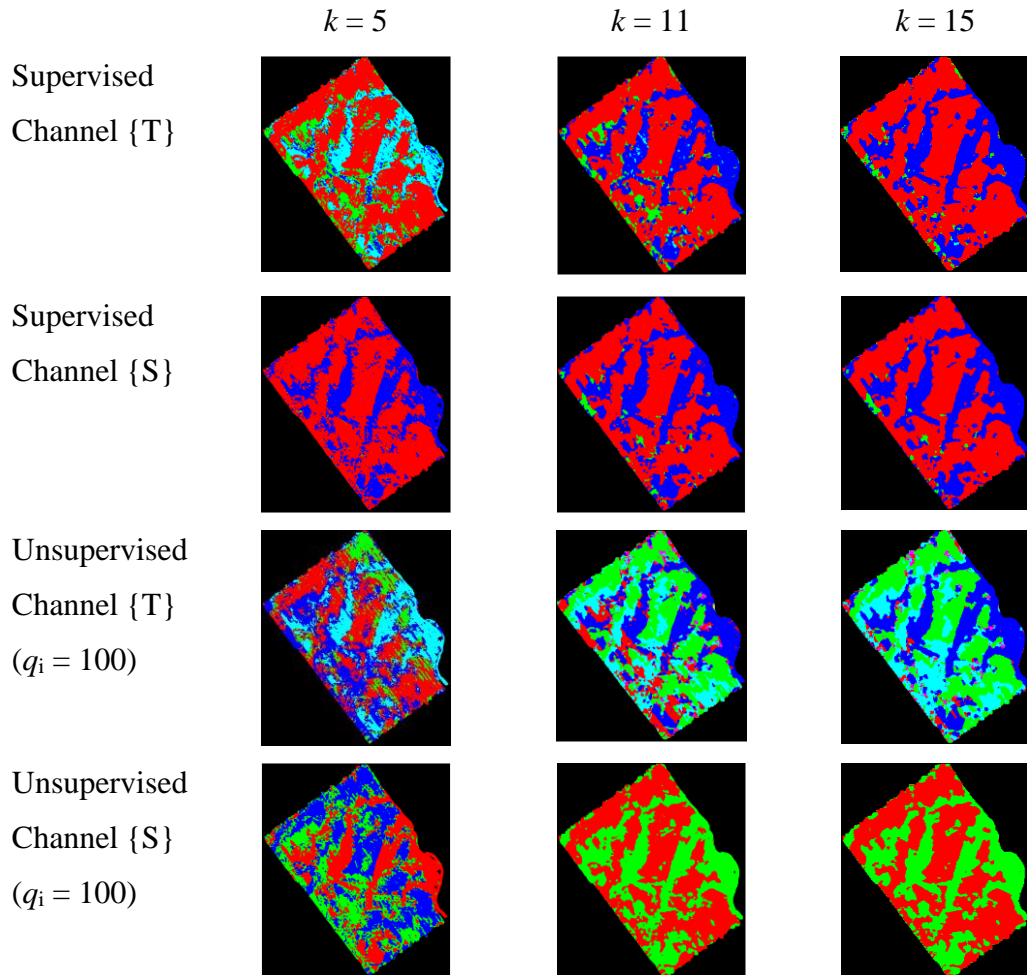 k = 5 k = 11 k = 15
Supervised
Channel {T}
Supervised
Channel {S}
Unsupervised
Channel {T}
(qi = 100)
Unsupervised
Channel {S}
(qi = 100)